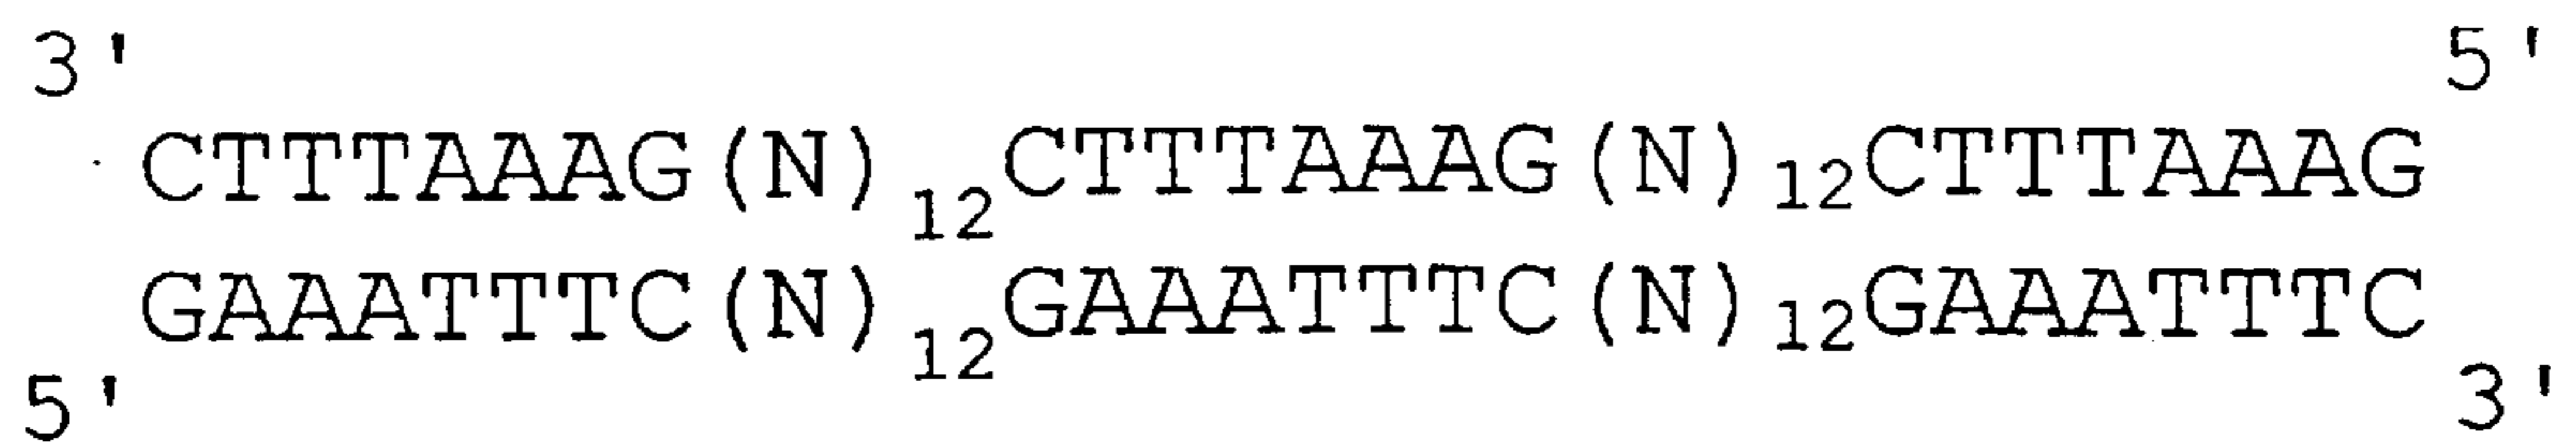 3' 5'
CTTTAAAG(N)12CTTTAAAG(N)12CTTTAAAG
GAAATTTC(N)12GAAATTTC(N)12GAAATTTC
5' 3'